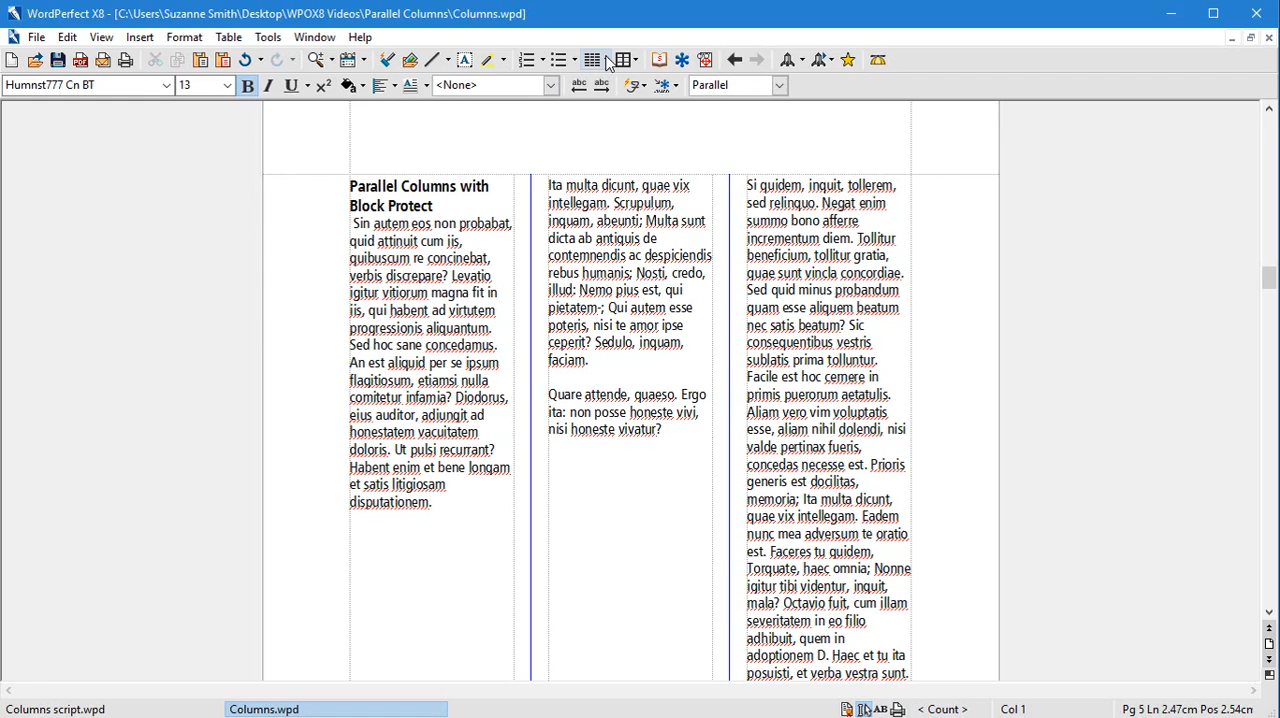 WordPerfect X8 - [C:\Users\Suzanne Smith\Desktop\WPOX8 Videos\Parallel Columns\Columns.wpd]
File Edit View Insert Format Table Tools Window Help
Humnst777 Cn BT 13 B I U <None> abc abc Parallel
Parallel Columns with
Block Protect
Sin autem eos non probabat,
quid attinuit cum iis,
quibuscum re concinebat,
verbis discrepare? Levatio
igitur vitiorum magna fit in
iis, qui habent ad virtutem
progressionis aliquantum.
Sed hoc sane concedamus.
An est aliquid per se ipsum
flagitiosum, etiamsi nulla
comitetur infamia? Diodorus,
eius auditor, adiungit ad
honestatem vacuitatem
doloris. Ut pulsi recurrant?
Habent enim et bene longam
et satis litigiosam
disputationem.
Ita multa dicunt, quae vix
intellegam. Scrupulum,
inquam, abeunti; Multa sunt
dicta ab antiquis de
contemnendis ac despiciendis
rebus humanis; Nosti, credo,
illud: Nemo pius est, qui
pietatem-; Qui autem esse
poteris, nisi te amor ipse
ceperit? Sedulo, inquam,
faciam.
Quare attende, quaeso. Ergo
ita: non posse honeste vivi,
nisi honeste vivatur?
Si quidem, inquit, tollerem,
sed relinquo. Negat enim
summo bono afferre
incrementum diem. Tollitur
beneficium, tollitur gratia,
quae sunt vincla concordiae.
Sed quid minus probandum
quam esse aliquem beatum
nec satis beatum? Sic
consequentibus vestris
sublatis prima tolluntur.
Facile est hoc cernere in
primis puerorum aetatulis.
Aliam vero vim voluptatis
esse, aliam nihil dolendi, nisi
valde pertinax fueris,
concedas necesse est. Prioris
generis est docilitas,
memoria; Ita multa dicunt,
quae vix intellegam. Eadem
nunc mea adversum te oratio
est. Faceres tu quidem,
Torquate, haec omnia; Nonne
igitur tibi videntur, inquit,
mala? Octavio fuit, cum illam
severitatem in eo filio
adhibuit, quem in
adoptionem D. Haec et tu ita
posuisti, et verba vestra sunt.
Columns script.wpd Columns.wpd AB < Count > Col 1 Pg 5 Ln 2.47cm Pos 2.54cm